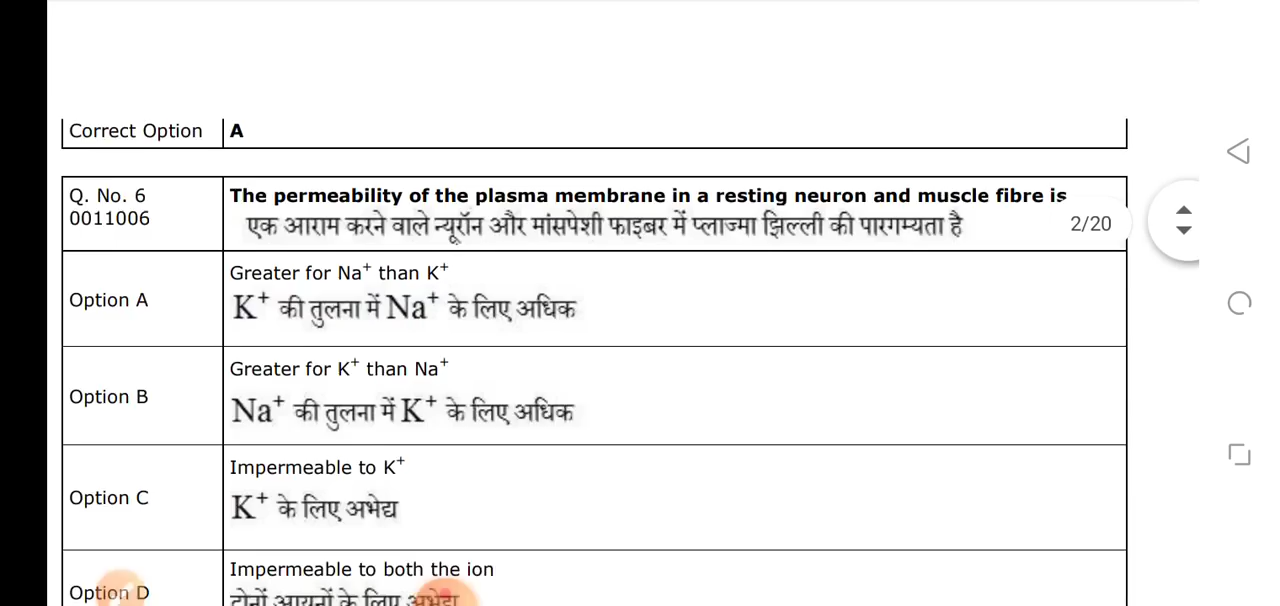 Correct Option A
Q. No. 6 The permeability of the plasma membrane in a resting neuron and muscle fibre is
0011006 एक आराम करने वाले न्यूरॉन और मांसपेशी फाइबर में प्लाज्मा झिल्ली की पारगम्यता है
2/20
Greater for Na⁺ than K⁺
Option A
K⁺ की तुलना में Na⁺ के लिए अधिक
Greater for K⁺ than Na⁺
Option B
Na⁺ की तुलना में K⁺ के लिए अधिक
Impermeable to K⁺
Option C
K⁺ के लिए अभेद्य
Impermeable to both the ion
Option D
दोनों आयनों के लिए अभेद्य